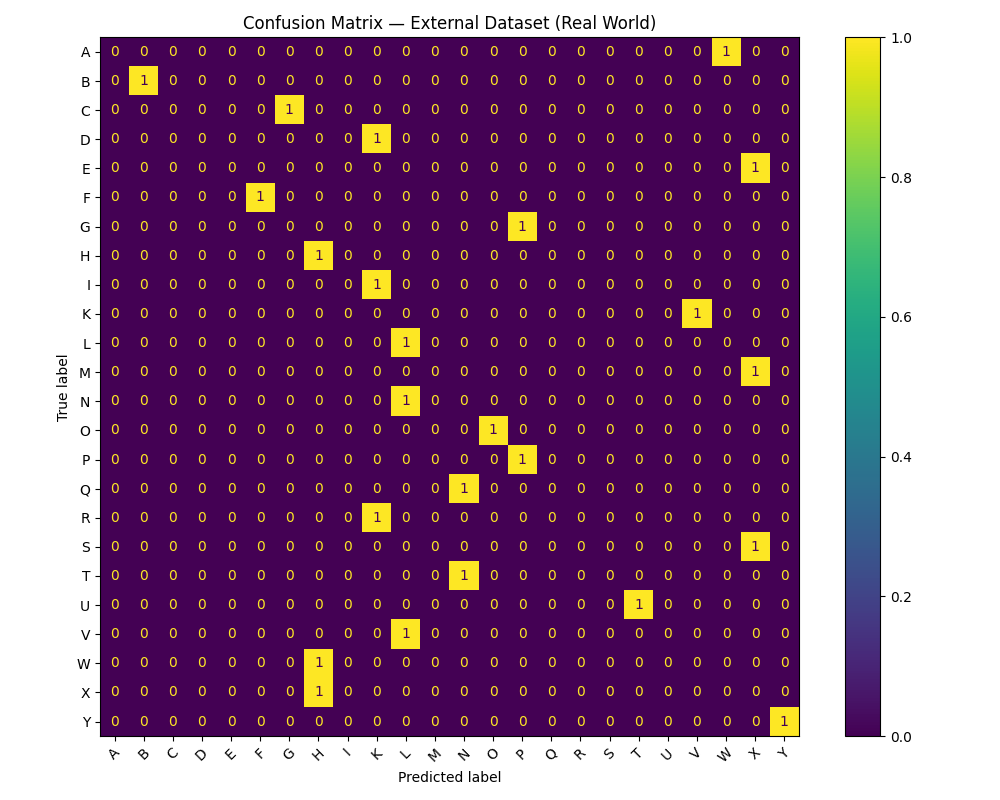 Confusion Matrix — External Dataset (Real World)
A 0 0 0 0 0 0 0 0 0 0 0 0 0 0 0 0 0 0 0 0 0 1 0 0
B 0 1 0 0 0 0 0 0 0 0 0 0 0 0 0 0 0 0 0 0 0 0 0 0
C 0 0 0 0 0 0 1 0 0 0 0 0 0 0 0 0 0 0 0 0 0 0 0 0
D 0 0 0 0 0 0 0 0 0 1 0 0 0 0 0 0 0 0 0 0 0 0 0 0
E 0 0 0 0 0 0 0 0 0 0 0 0 0 0 0 0 0 0 0 0 0 0 1 0
F 0 0 0 0 0 1 0 0 0 0 0 0 0 0 0 0 0 0 0 0 0 0 0 0
G 0 0 0 0 0 0 0 0 0 0 0 0 0 0 1 0 0 0 0 0 0 0 0 0
H 0 0 0 0 0 0 0 1 0 0 0 0 0 0 0 0 0 0 0 0 0 0 0 0
I 0 0 0 0 0 0 0 0 0 1 0 0 0 0 0 0 0 0 0 0 0 0 0 0
K 0 0 0 0 0 0 0 0 0 0 0 0 0 0 0 0 0 0 0 0 1 0 0 0
L 0 0 0 0 0 0 0 0 0 0 1 0 0 0 0 0 0 0 0 0 0 0 0 0
M 0 0 0 0 0 0 0 0 0 0 0 0 0 0 0 0 0 0 0 0 0 0 1 0
N 0 0 0 0 0 0 0 0 0 0 1 0 0 0 0 0 0 0 0 0 0 0 0 0
O 0 0 0 0 0 0 0 0 0 0 0 0 0 1 0 0 0 0 0 0 0 0 0 0
P 0 0 0 0 0 0 0 0 0 0 0 0 0 0 1 0 0 0 0 0 0 0 0 0
Q 0 0 0 0 0 0 0 0 0 0 0 0 1 0 0 0 0 0 0 0 0 0 0 0
R 0 0 0 0 0 0 0 0 0 1 0 0 0 0 0 0 0 0 0 0 0 0 0 0
S 0 0 0 0 0 0 0 0 0 0 0 0 0 0 0 0 0 0 0 0 0 0 1 0
T 0 0 0 0 0 0 0 0 0 0 0 0 1 0 0 0 0 0 0 0 0 0 0 0
U 0 0 0 0 0 0 0 0 0 0 0 0 0 0 0 0 0 0 1 0 0 0 0 0
V 0 0 0 0 0 0 0 0 0 0 1 0 0 0 0 0 0 0 0 0 0 0 0 0
W 0 0 0 0 0 0 0 1 0 0 0 0 0 0 0 0 0 0 0 0 0 0 0 0
X 0 0 0 0 0 0 0 1 0 0 0 0 0 0 0 0 0 0 0 0 0 0 0 0
Y 0 0 0 0 0 0 0 0 0 0 0 0 0 0 0 0 0 0 0 0 0 0 0 1
A B C D E F G H I K L M N O P Q R S T U V W X Y
Predicted label
True label
1.0
0.8
0.6
0.4
0.2
0.0